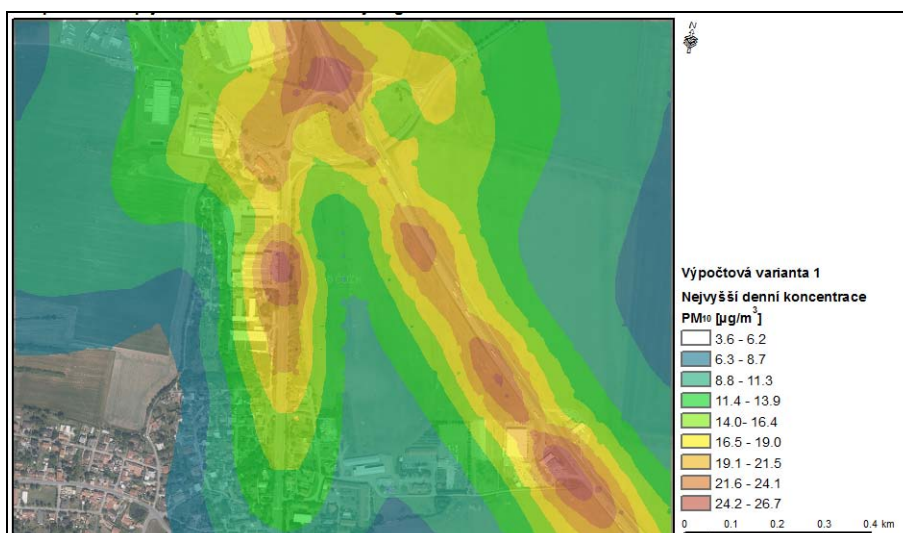 N
Výpočtová varianta 1
Nejvyšší denní koncentrace
PM10 [µg/m3]
3.6 - 6.2
6.3 - 8.7
8.8 - 11.3
11.4 - 13.9
14.0 - 16.4
16.5 - 19.0
19.1 - 21.5
21.6 - 24.1
24.2 - 26.7
0 0.1 0.2 0.3 0.4 km